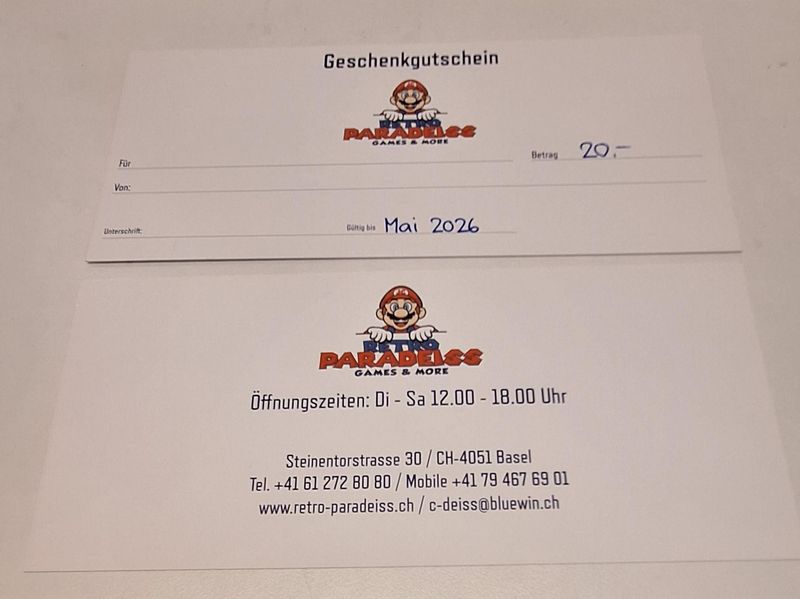 Geschenkgutschein
RETRO
PARADEISS
GAMES & MORE
Für
Betrag 20.-
Von:
Unterschrift: Gültig bis Mai 2026
RETRO
PARADEISS
GAMES & MORE
Öffnungszeiten: Di - Sa 12.00 - 18.00 Uhr
Steinentorstrasse 30 / CH-4051 Basel
Tel. +41 61 272 80 80 / Mobile +41 79 467 69 01
www.retro-paradeiss.ch / c-deiss@bluewin.ch